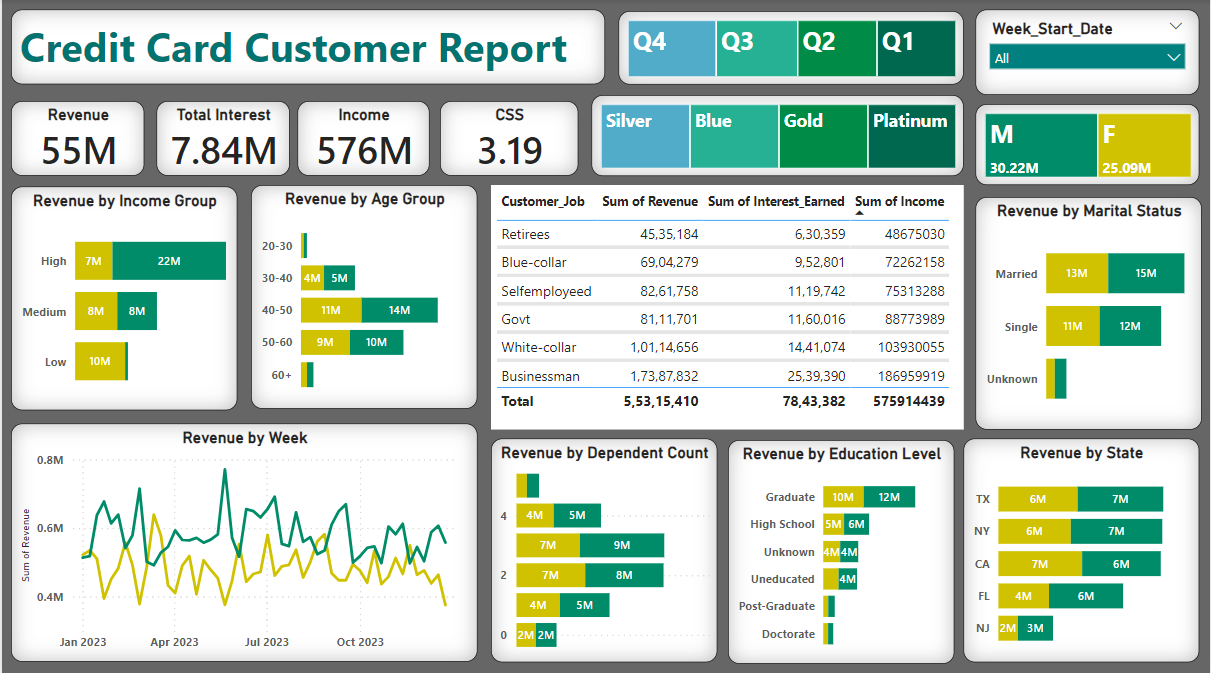 Credit Card Customer Report
Q4 Q3 Q2 Q1
Week_Start_Date
All
Revenue
55M
Total Interest
7.84M
Income
576M
CSS
3.19
Silver Blue Gold Platinum
M F
30.22M 25.09M
Revenue by Income Group
High 7M 22M
Medium 8M 8M
Low 10M
Revenue by Age Group
20-30
30-40 4M 5M
40-50 11M 14M
50-60 9M 10M
60+
Customer_Job Sum of Revenue Sum of Interest_Earned Sum of Income
Retirees 45,35,184 6,30,359 48675030
Blue-collar 69,04,279 9,52,801 72262158
Selfemployeed 82,61,758 11,19,742 75313288
Govt 81,11,701 11,60,016 88773989
White-collar 1,01,14,656 14,41,074 103930055
Businessman 1,73,87,832 25,39,390 186959919
Total 5,53,15,410 78,43,382 575914439
Revenue by Marital Status
Married 13M 15M
Single 11M 12M
Unknown
Revenue by Week
Sum of Revenue
0.8M
0.6M
0.4M
Jan 2023 Apr 2023 Jul 2023 Oct 2023
Revenue by Dependent Count
4 4M 5M
7M 9M
2 7M 8M
4M 5M
0 2M 2M
Revenue by Education Level
Graduate 10M 12M
High School 5M 6M
Unknown 4M 4M
Uneducated 4M
Post-Graduate
Doctorate
Revenue by State
TX 6M 7M
NY 6M 7M
CA 7M 6M
FL 4M 6M
NJ 2M 3M